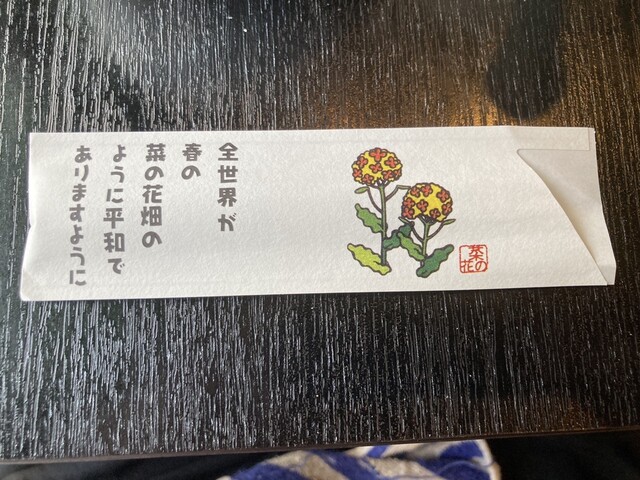 全世界が
春の
菜の花畑の
ように平和で
ありますように
菜の花